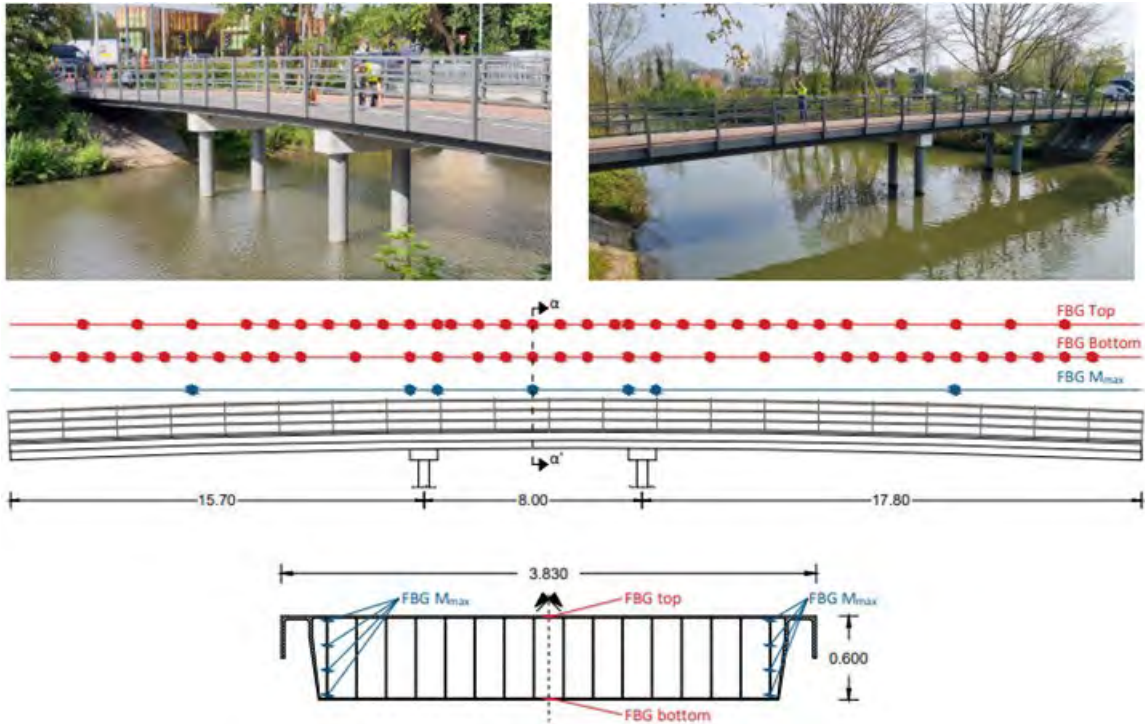 α
FBG Top
FBG Bottom
FBG Mmax
α'
15.70
8.00
17.80
3.830
FBG Mmax
FBG top
FBG Mmax
0.600
FBG bottom